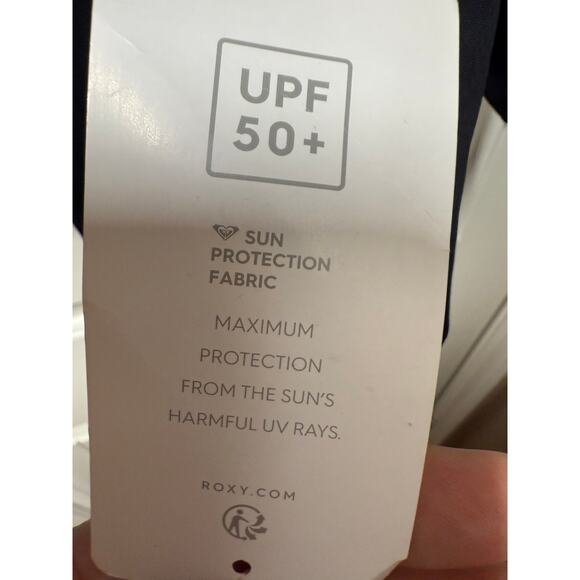 UPF
50+
SUN
PROTECTION
FABRIC
MAXIMUM
PROTECTION
FROM THE SUN'S
HARMFUL UV RAYS.
ROXY.COM